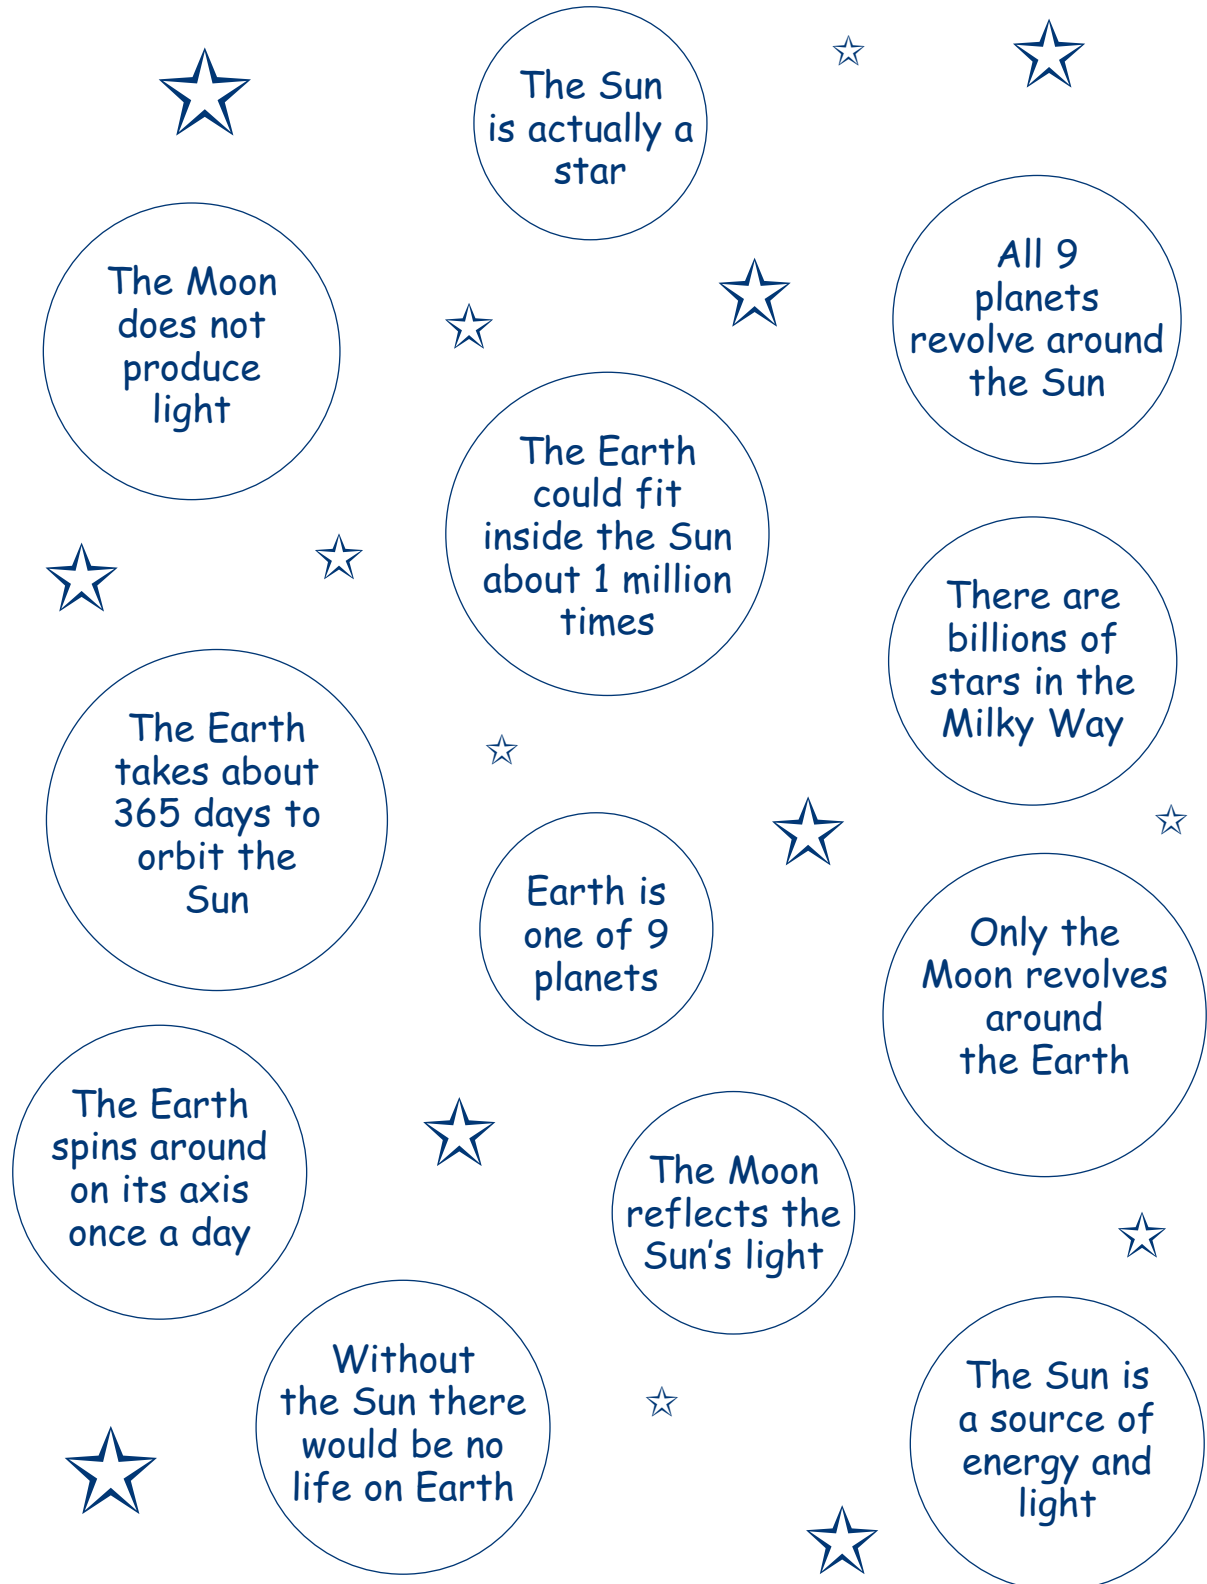 The Sun
is actually a
star
The Moon
does not
produce
light
All 9
planets
revolve around
the Sun
The Earth
could fit
inside the Sun
about 1 million
times
There are
billions of
stars in the
Milky Way
The Earth
takes about
365 days to
orbit the
Sun
Earth is
one of 9
planets
Only the
Moon revolves
around
the Earth
The Earth
spins around
on its axis
once a day
The Moon
reflects the
Sun's light
Without
the Sun there
would be no
life on Earth
The Sun is
a source of
energy and
light